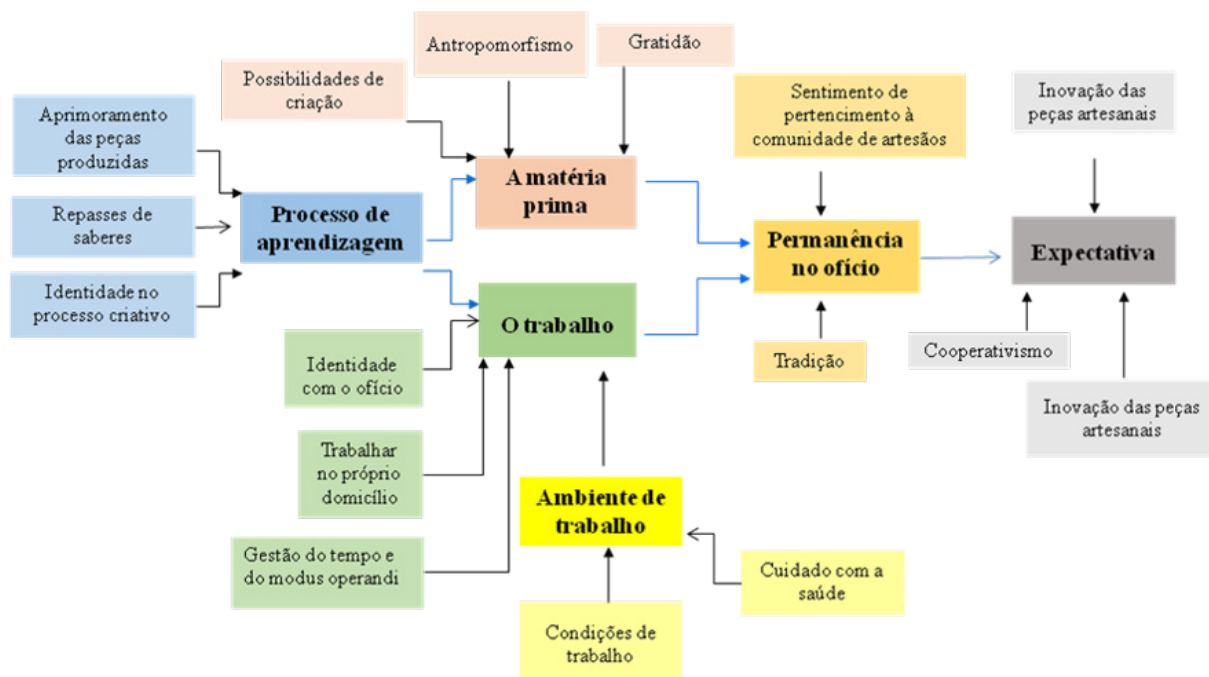 Antropomorfismo
Gratidão
Possibilidades de
criação
Sentimento de
pertencimento à
comunidade de artesãos
Inovação das
peças artesanais
Aprimoramento
das peças
produzidas
A matéria
prima
Repasses de
saberes
Processo de
aprendizagem
Permanência
no ofício
Expectativa
Identidade no
processo criativo
O trabalho
Identidade
com o ofício
Tradição
Cooperativismo
Inovação das peças
artesanais
Trabalhar
no próprio
domicílio
Ambiente de
trabalho
Gestão do tempo e
do modus operandi
Cuidado com a
saúde
Condições de
trabalho